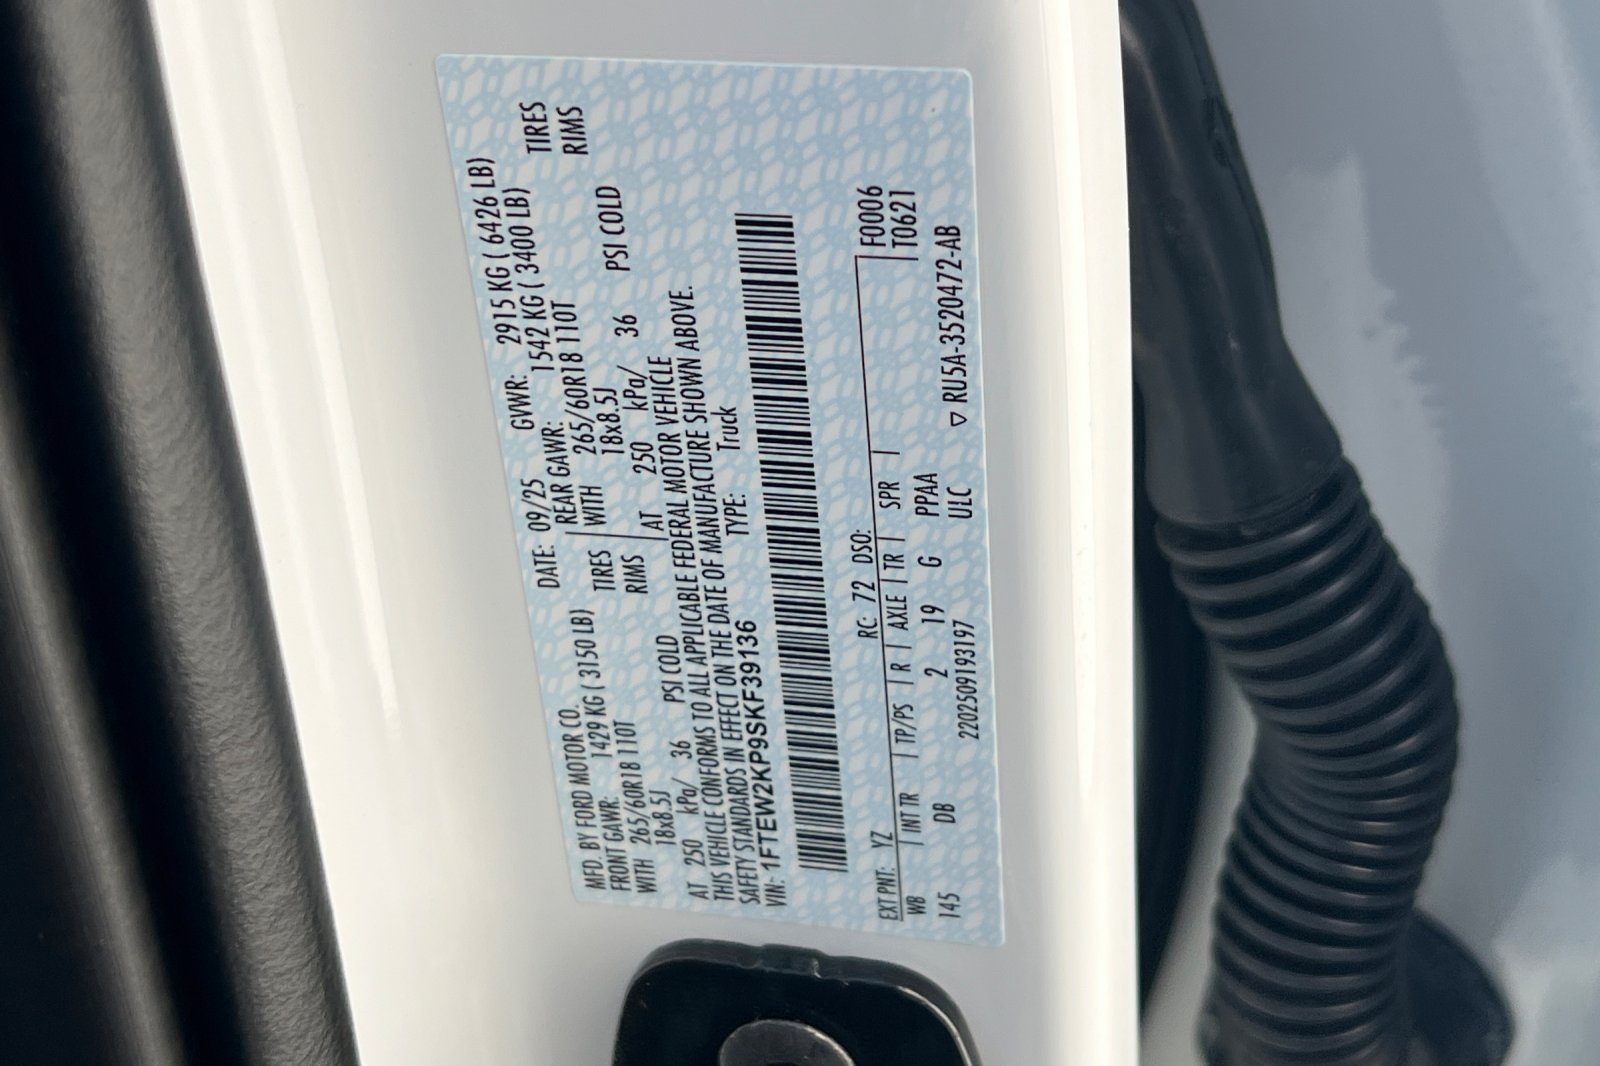 MFD. BY FORD MOTOR CO.
DATE: 09/25 GVWR: 2915 KG ( 6426 LB)
FRONT GAWR: 1429 KG ( 3150 LB) REAR GAWR: 1542 KG ( 3400 LB)
WITH 265/60R18 110T TIRES WITH 265/60R18 110T TIRES
18x8.5J RIMS 18x8.5J RIMS
AT 250 kPa/ 36 PSI COLD AT 250 kPa/ 36 PSI COLD
THIS VEHICLE CONFORMS TO ALL APPLICABLE FEDERAL MOTOR VEHICLE
SAFETY STANDARDS IN EFFECT ON THE DATE OF MANUFACTURE SHOWN ABOVE.
VIN: 1FTEW2KP9SKF39136 TYPE: Truck
EXT PNT: YZ RC: 72 DSO: F0006
WB INT TR TP/PS R AXLE TR SPR T0621
145 DB 2 19 G PPAA
2202509193197 ULC ▽ RU5A-3520472-AB